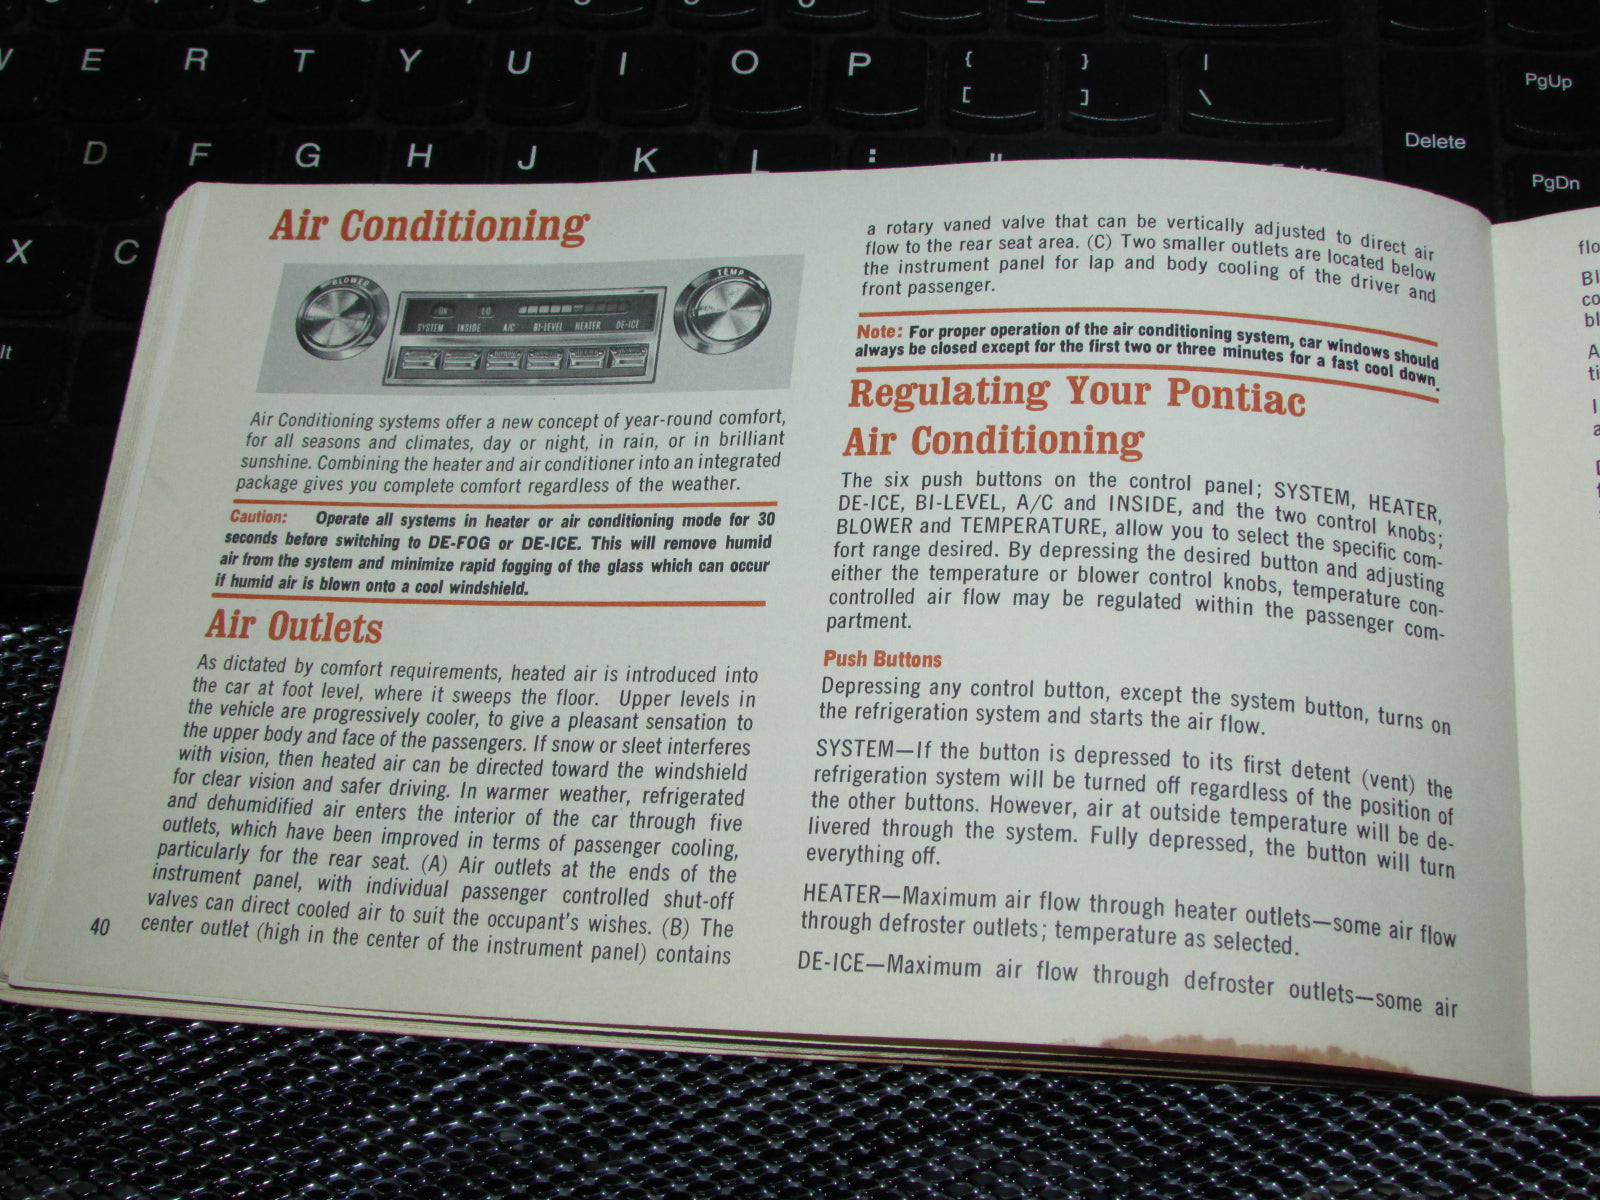 E R T Y U I O P { [ } ] | \ PgUp
D F G H J K L : " Delete PgDn
X C
Air Conditioning
BLOWER
TEMP
ON LO
SYSTEM INSIDE A/C BI-LEVEL HEATER DE-ICE
Air Conditioning systems offer a new concept of year-round comfort,
for all seasons and climates, day or night, in rain, or in brilliant
sunshine. Combining the heater and air conditioner into an integrated
package gives you complete comfort regardless of the weather.
Caution: Operate all systems in heater or air conditioning mode for 30
seconds before switching to DE-FOG or DE-ICE. This will remove humid
air from the system and minimize rapid fogging of the glass which can occur
if humid air is blown onto a cool windshield.
Air Outlets
As dictated by comfort requirements, heated air is introduced into
the car at foot level, where it sweeps the floor. Upper levels in
the vehicle are progressively cooler, to give a pleasant sensation to
the upper body and face of the passengers. If snow or sleet interferes
with vision, then heated air can be directed toward the windshield
for clear vision and safer driving. In warmer weather, refrigerated
and dehumidified air enters the interior of the car through five
outlets, which have been improved in terms of passenger cooling,
particularly for the rear seat. (A) Air outlets at the ends of the
instrument panel, with individual passenger controlled shut-off
valves can direct cooled air to suit the occupant's wishes. (B) The
center outlet (high in the center of the instrument panel) contains
40
a rotary vaned valve that can be vertically adjusted to direct air
flow to the rear seat area. (C) Two smaller outlets are located below
the instrument panel for lap and body cooling of the driver and
front passenger.
Note: For proper operation of the air conditioning system, car windows should
always be closed except for the first two or three minutes for a fast cool down.
Regulating Your Pontiac
Air Conditioning
The six push buttons on the control panel; SYSTEM, HEATER,
DE-ICE, BI-LEVEL, A/C and INSIDE, and the two control knobs;
BLOWER and TEMPERATURE, allow you to select the specific com-
fort range desired. By depressing the desired button and adjusting
either the temperature or blower control knobs, temperature con-
controlled air flow may be regulated within the passenger com-
partment.
Push Buttons
Depressing any control button, except the system button, turns on
the refrigeration system and starts the air flow.
SYSTEM—If the button is depressed to its first detent (vent) the
refrigeration system will be turned off regardless of the position of
the other buttons. However, air at outside temperature will be de-
livered through the system. Fully depressed, the button will turn
everything off.
HEATER—Maximum air flow through heater outlets—some air flow
through defroster outlets; temperature as selected.
DE-ICE—Maximum air flow through defroster outlets—some air